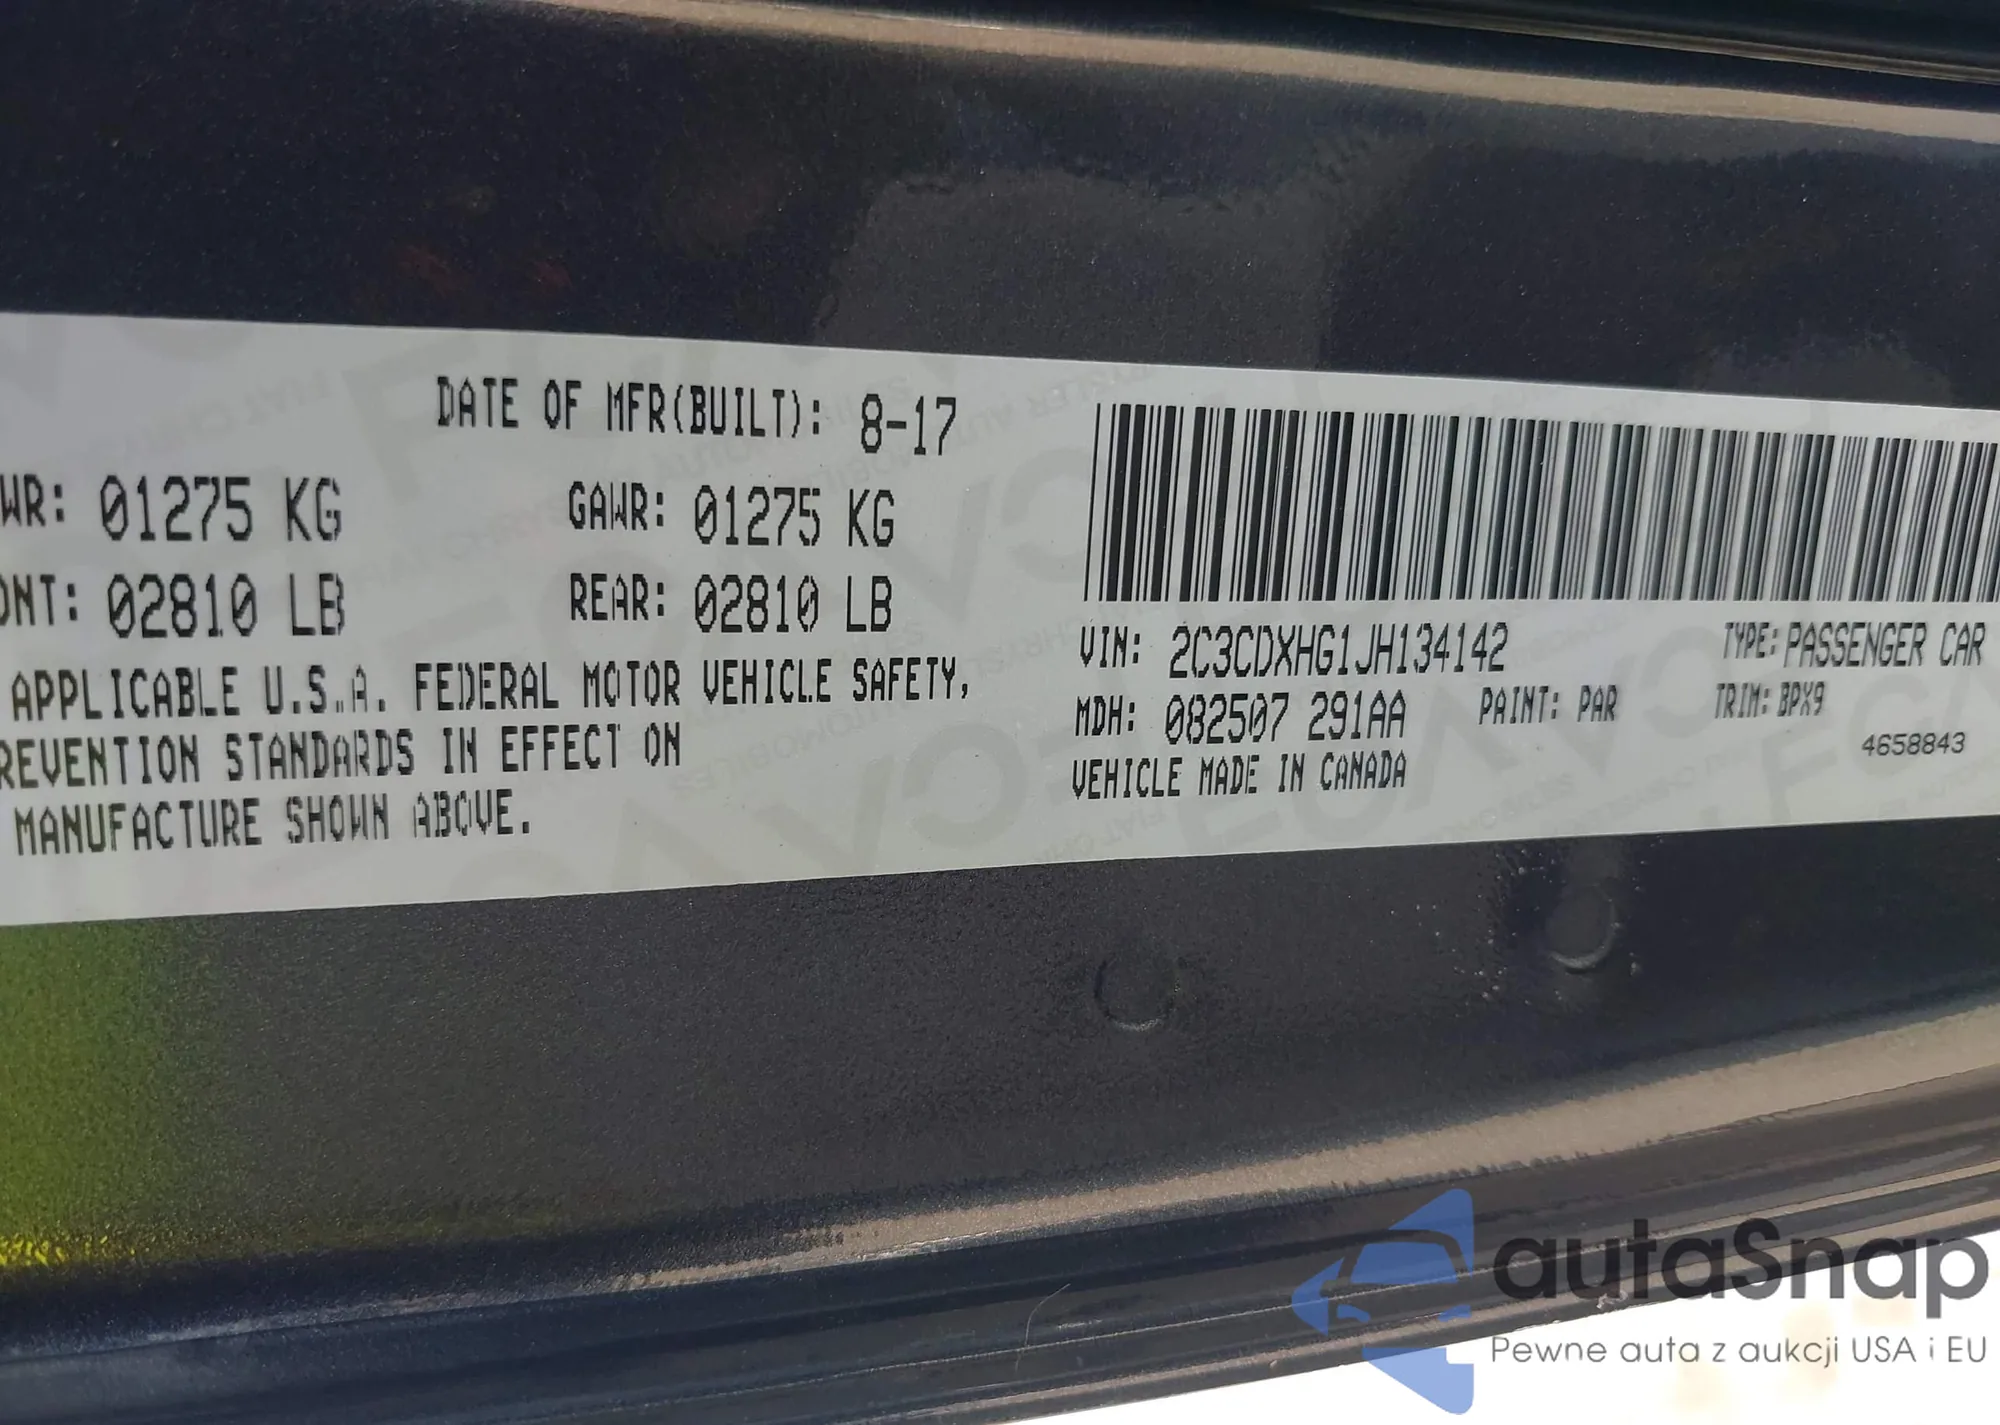 DATE OF MFR(BUILT): 8-17
WR: 01275 KG GAWR: 01275 KG
ONT: 02810 LB REAR: 02810 LB
APPLICABLE U.S.A. FEDERAL MOTOR VEHICLE SAFETY,
REVENTION STANDARDS IN EFFECT ON
MANUFACTURE SHOWN ABOVE.
VIN: 2C3CDXHG1JH134142 TYPE: PASSENGER CAR
MDH: 082507 291AA PAINT: PAR TRIM: BPX9
VEHICLE MADE IN CANADA 4658843
autaSnap
Pewne auta z aukcji USA i EU